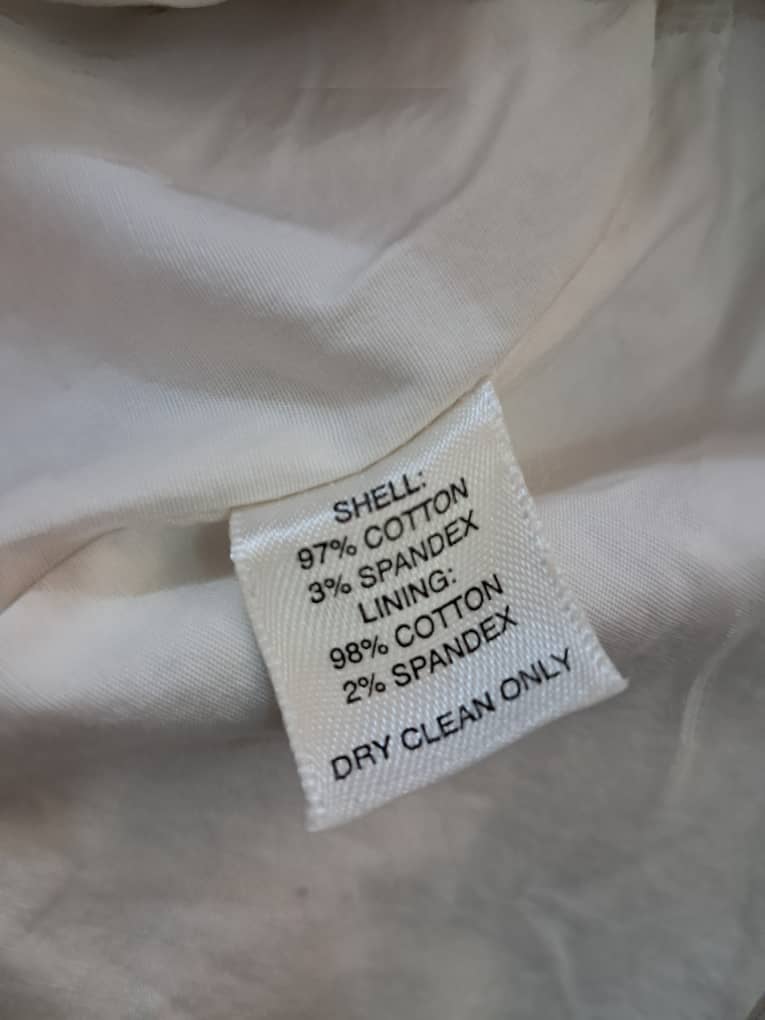 SHELL:
97% COTTON
3% SPANDEX
LINING:
98% COTTON
2% SPANDEX
DRY CLEAN ONLY